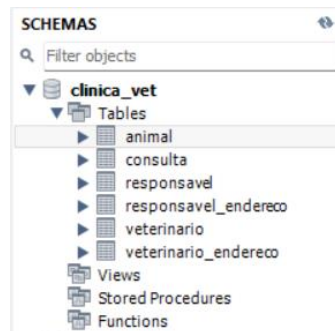 SCHEMAS
Filter objects
clinica_vet
Tables
animal
consulta
responsavel
responsavel_endereco
veterinario
veterinario_endereco
Views
Stored Procedures
Functions